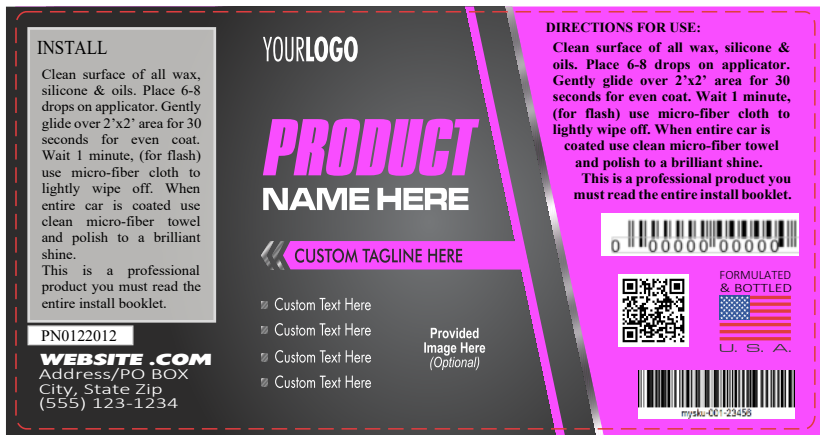 INSTALL
Clean surface of all wax,
silicone & oils. Place 6-8
drops on applicator. Gently
glide over 2'x2' area for 30
seconds for even coat.
Wait 1 minute, (for flash)
use micro-fiber cloth to
lightly wipe off. When
entire car is coated use
clean micro-fiber towel
and polish to a brilliant
shine.
This is a professional
product you must read the
entire install booklet.
PN0122012
WEBSITE .COM
Address/PO BOX
City, State Zip
(555) 123-1234
YOURLOGO
PRODUCT
NAME HERE
CUSTOM TAGLINE HERE
Custom Text Here
Custom Text Here
Custom Text Here
Custom Text Here
Provided
Image Here
(Optional)
DIRECTIONS FOR USE:
Clean surface of all wax, silicone &
oils. Place 6-8 drops on applicator.
Gently glide over 2'x2' area for 30
seconds for even coat. Wait 1 minute,
(for flash) use micro-fiber cloth to
lightly wipe off. When entire car is
coated use clean micro-fiber towel
and polish to a brilliant shine.
This is a professional product you
must read the entire install booklet.
0 00000 00000 0
FORMULATED
& BOTTLED
U. S. A.
mysku-001-23456